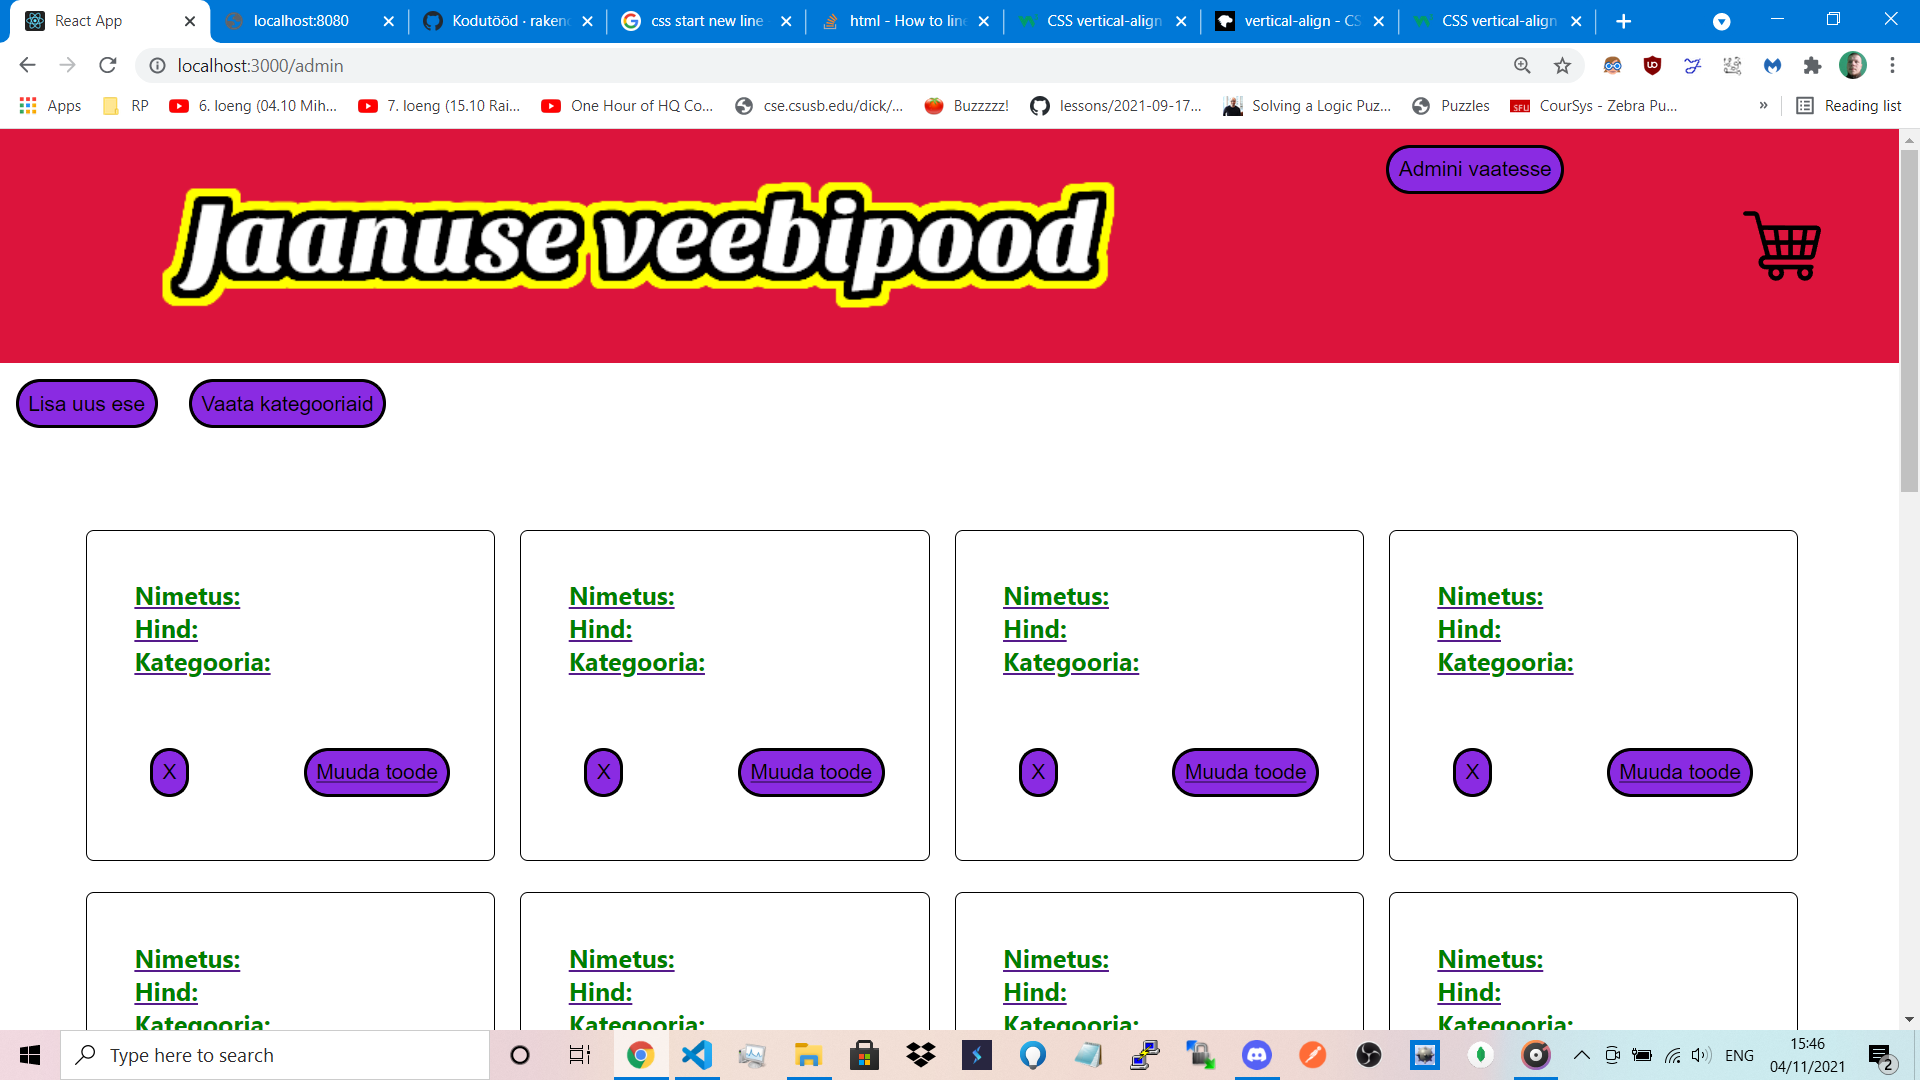 React App
localhost:8080
Kodutööd · raken
css start new line
html - How to line
CSS vertical-align
vertical-align - CS
CSS vertical-align
localhost:3000/admin
Apps
RP
6. loeng (04.10 Mih...
7. loeng (15.10 Rai...
One Hour of HQ Co...
cse.csusb.edu/dick/...
Buzzzzz!
lessons/2021-09-17...
Solving a Logic Puz...
Puzzles
SFU
CourSys - Zebra Pu...
»
Reading list
Admini vaatesse
Jaanuse veebipood
Lisa uus ese
Vaata kategooriaid
Nimetus:
Hind:
Kategooria:
X
Muuda toode
Nimetus:
Hind:
Kategooria:
X
Muuda toode
Nimetus:
Hind:
Kategooria:
X
Muuda toode
Nimetus:
Hind:
Kategooria:
X
Muuda toode
Nimetus:
Hind:
Kategooria:
Nimetus:
Hind:
Kategooria:
Nimetus:
Hind:
Kategooria:
Nimetus:
Hind:
Kategooria:
Type here to search
ENG
15:46
04/11/2021
2